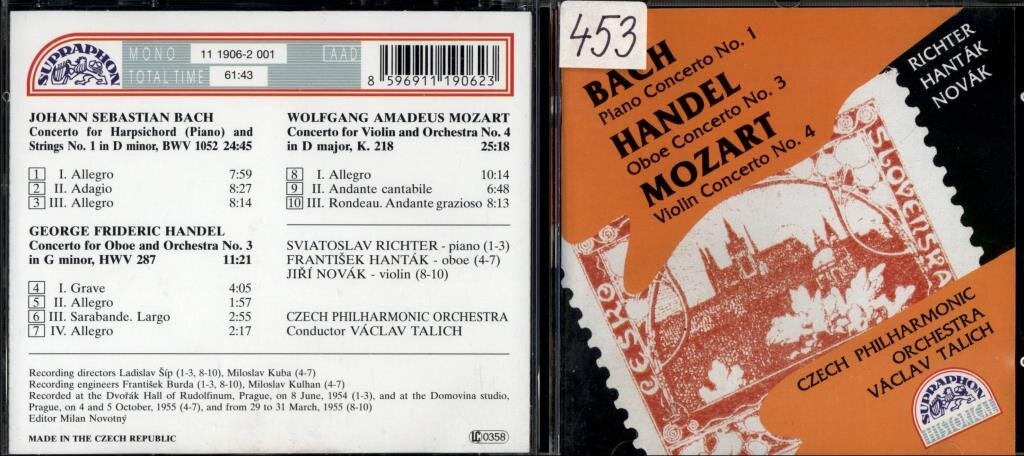 SUPRAPHON
MONO
11 1906-2 001
AAD
TOTAL TIME
61:43
8 596911 190623
JOHANN SEBASTIAN BACH
Concerto for Harpsichord (Piano) and
Strings No. 1 in D minor, BWV 1052 24:45
1 I. Allegro 7:59
2 II. Adagio 8:27
3 III. Allegro 8:14
GEORGE FRIDERIC HANDEL
Concerto for Oboe and Orchestra No. 3
in G minor, HWV 287 11:21
4 I. Grave 4:05
5 II. Allegro 1:57
6 III. Sarabande. Largo 2:55
7 IV. Allegro 2:17
WOLFGANG AMADEUS MOZART
Concerto for Violin and Orchestra No. 4
in D major, K. 218 25:18
8 I. Allegro 10:14
9 II. Andante cantabile 6:48
10 III. Rondeau. Andante grazioso 8:13
SVIATOSLAV RICHTER - piano (1-3)
FRANTIŠEK HANTÁK - oboe (4-7)
JIŘÍ NOVÁK - violin (8-10)
CZECH PHILHARMONIC ORCHESTRA
Conductor VÁCLAV TALICH
Recording directors Ladislav Šíp (1-3, 8-10), Miloslav Kuba (4-7)
Recording engineers František Burda (1-3, 8-10), Miloslav Kulhan (4-7)
Recorded at the Dvořák Hall of Rudolfinum, Prague, on 8 June, 1954 (1-3), and at the Domovina studio,
Prague, on 4 and 5 October, 1955 (4-7), and from 29 to 31 March, 1955 (8-10)
Editor Milan Novotný
MADE IN THE CZECH REPUBLIC
LC 0358
453
BACH
Piano Concerto No. 1
HANDEL
Oboe Concerto No. 3
MOZART
Violin Concerto No. 4
RICHTER
HANTÁK
NOVÁK
ČESKO
SLOVENSKÁ
CZECH PHILHARMONIC
ORCHESTRA
VÁCLAV TALICH
SUPRAPHON